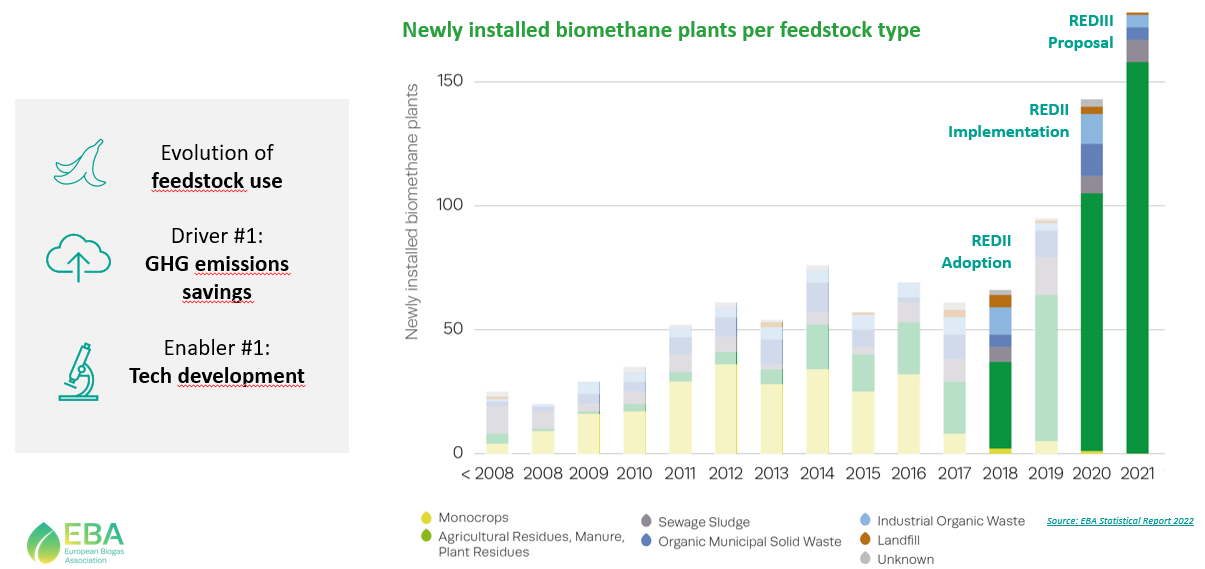 Newly installed biomethane plants per feedstock type
Evolution of
feedstock use
Driver #1:
GHG emissions
savings
Enabler #1:
Tech development
EBA
European Biogas
Association
Newly installed biomethane plants
150
100
50
0
REDII
Adoption
REDII
Implementation
REDIII
Proposal
< 2008 2008 2009 2010 2011 2012 2013 2014 2015 2016 2017 2018 2019 2020 2021
Monocrops
Agricultural Residues, Manure,
Plant Residues
Sewage Sludge
Organic Municipal Solid Waste
Industrial Organic Waste
Landfill
Unknown
Source: EBA Statistical Report 2022